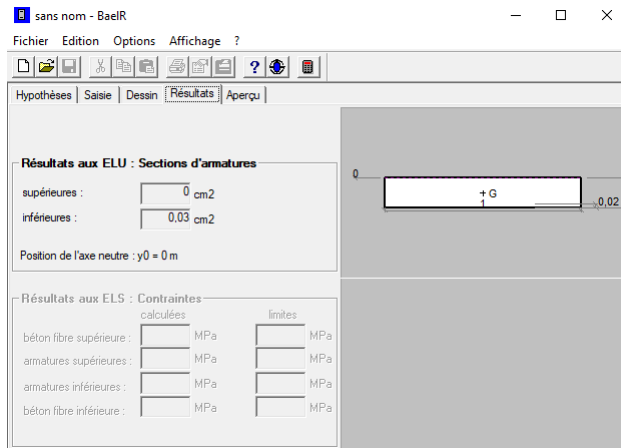 sans nom - BaelR
Fichier Edition Options Affichage ?
Hypothèses Saisie Dessin Résultats Aperçu
Résultats aux ELU : Sections d'armatures
supérieures : 0 cm2
inférieures : 0,03 cm2
Position de l'axe neutre : y0 = 0 m
Résultats aux ELS : Contraintes
calculées limites
béton fibre supérieure : MPa MPa
armatures supérieures : MPa MPa
armatures inférieures : MPa MPa
béton fibre inférieure : MPa MPa
0
+ G
1
0,02